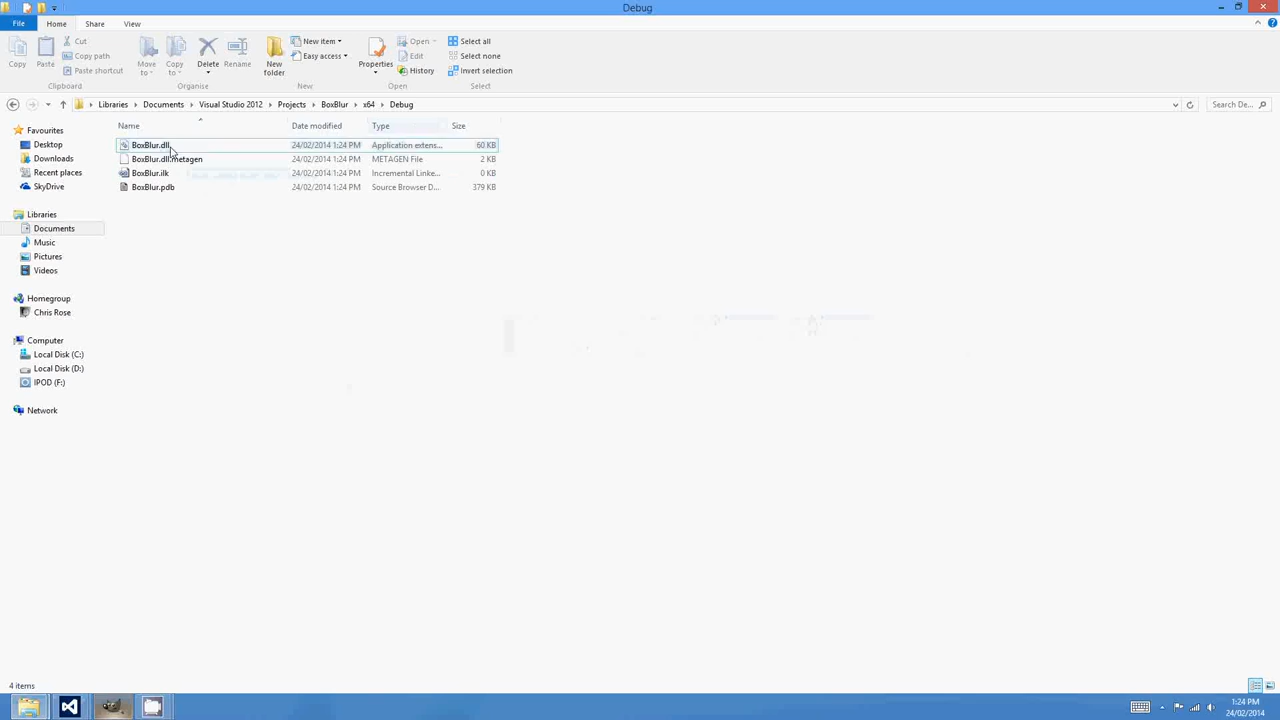 Debug
File Home Share View
Copy Paste Cut Copy path Paste shortcut Clipboard
Move to Copy to Delete Rename Organise
New folder New item Easy access New
Properties Open Edit History Open
Select all Select none Invert selection Select
Libraries Documents Visual Studio 2012 Projects BoxBlur x64 Debug
Search De...
Name Date modified Type Size
BoxBlur.dll 24/02/2014 1:24 PM Application extens... 60 KB
BoxBlur.dll.metagen 24/02/2014 1:24 PM METAGEN File 2 KB
BoxBlur.ilk 24/02/2014 1:24 PM Incremental Linke... 0 KB
BoxBlur.pdb 24/02/2014 1:24 PM Source Browser D... 379 KB
Favourites
Desktop
Downloads
Recent places
SkyDrive
Libraries
Documents
Music
Pictures
Videos
Homegroup
Chris Rose
Computer
Local Disk (C:)
Local Disk (D:)
IPOD (F:)
Network
4 items
1:24 PM
24/02/2014